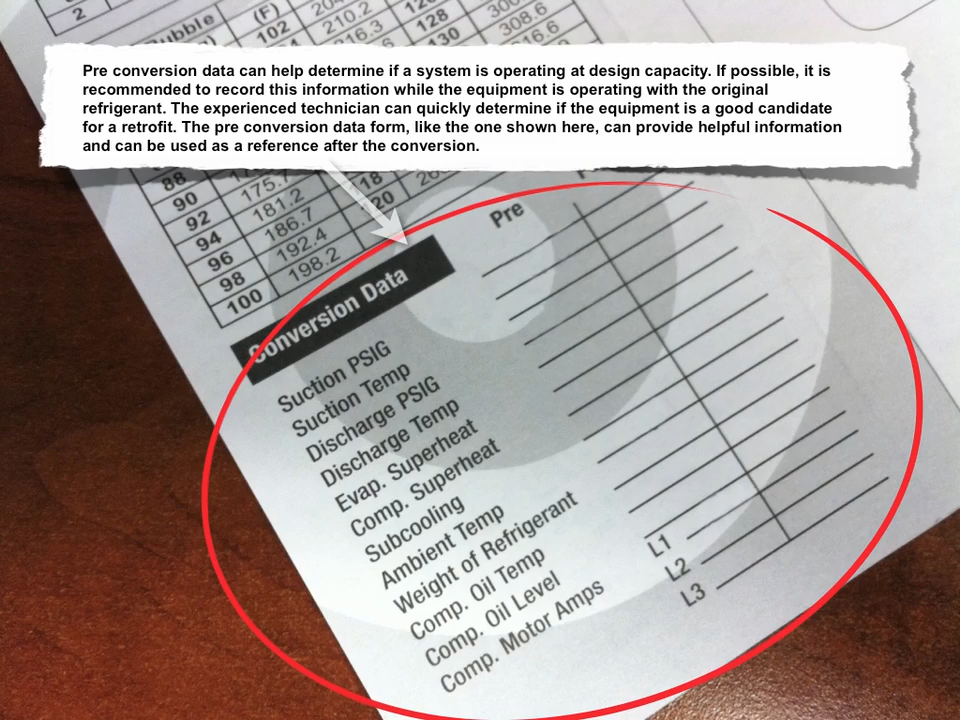 2
Bubble
(F)
102
210.2
128
130
308.6
316.6
Pre conversion data can help determine if a system is operating at design capacity. If possible, it is
recommended to record this information while the equipment is operating with the original
refrigerant. The experienced technician can quickly determine if the equipment is a good candidate
for a retrofit. The pre conversion data form, like the one shown here, can provide helpful information
and can be used as a reference after the conversion.
88
90 175.7
92 181.2
94 186.7
96 192.4
98 198.2
100
Pre
Conversion Data
Suction PSIG
Suction Temp
Discharge PSIG
Discharge Temp
Evap. Superheat
Comp. Superheat
Subcooling
Ambient Temp
Weight of Refrigerant
Comp. Oil Temp
Comp. Oil Level
Comp. Motor Amps
L1
L2
L3